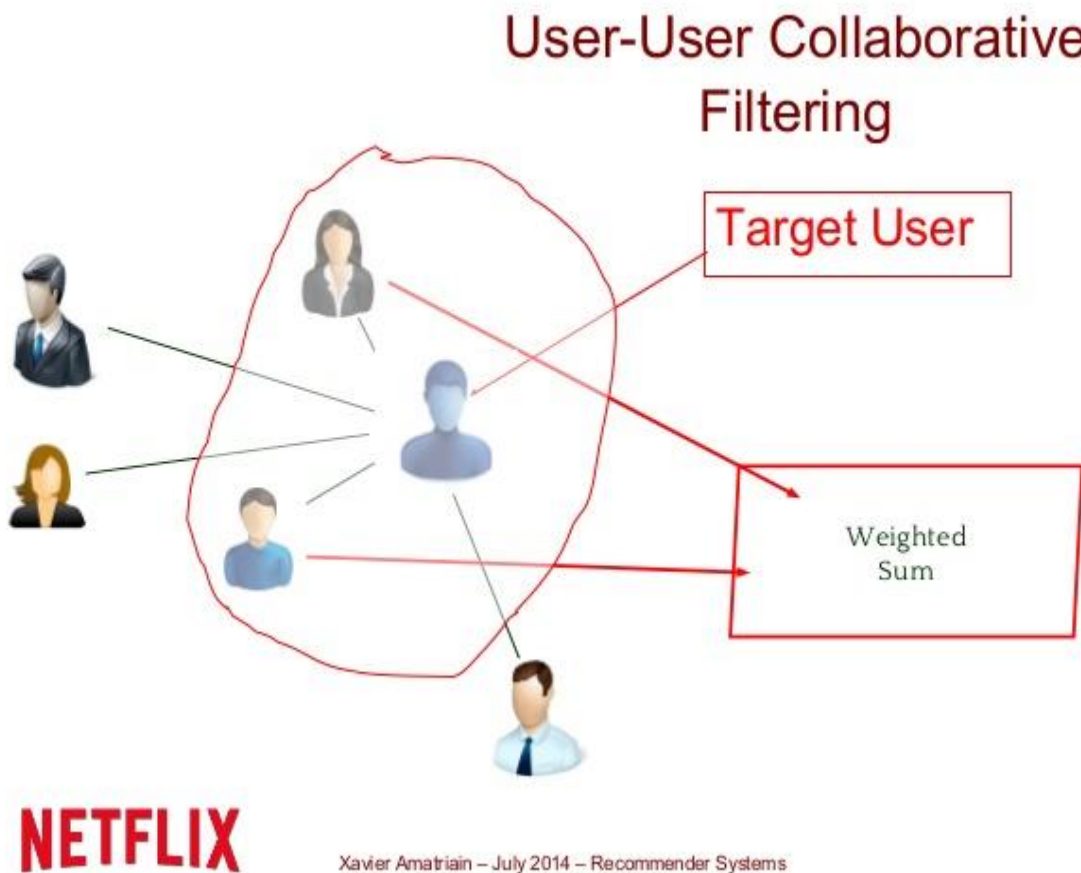 User-User Collaborative
Filtering
Target User
Weighted
Sum
NETFLIX
Xavier Amatriain – July 2014 – Recommender Systems